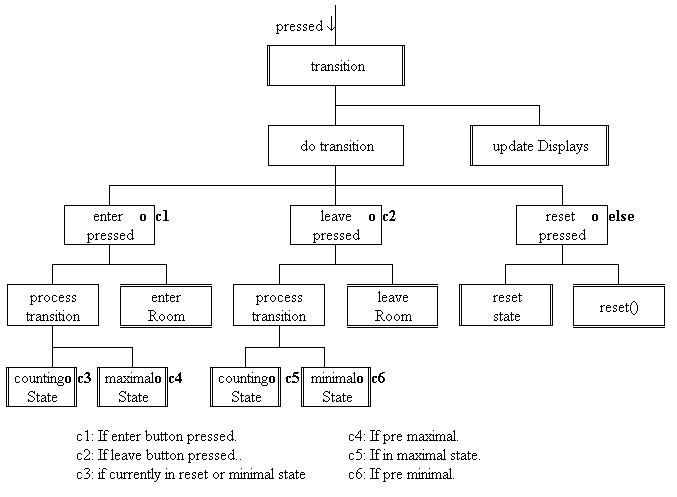 pressed
transition
do transition
update Displays
enter o c1
pressed
leave o c2
pressed
reset o else
pressed
process
transition
enter
Room
process
transition
leave
Room
reset
state
reset()
countingo c3
State
maximalo c4
State
countingo c5
State
minimalo c6
State
c1: If enter button pressed.
c2: If leave button pressed..
c3: if currently in reset or minimal state
c4: If pre maximal.
c5: If in maximal state.
c6: If pre minimal.